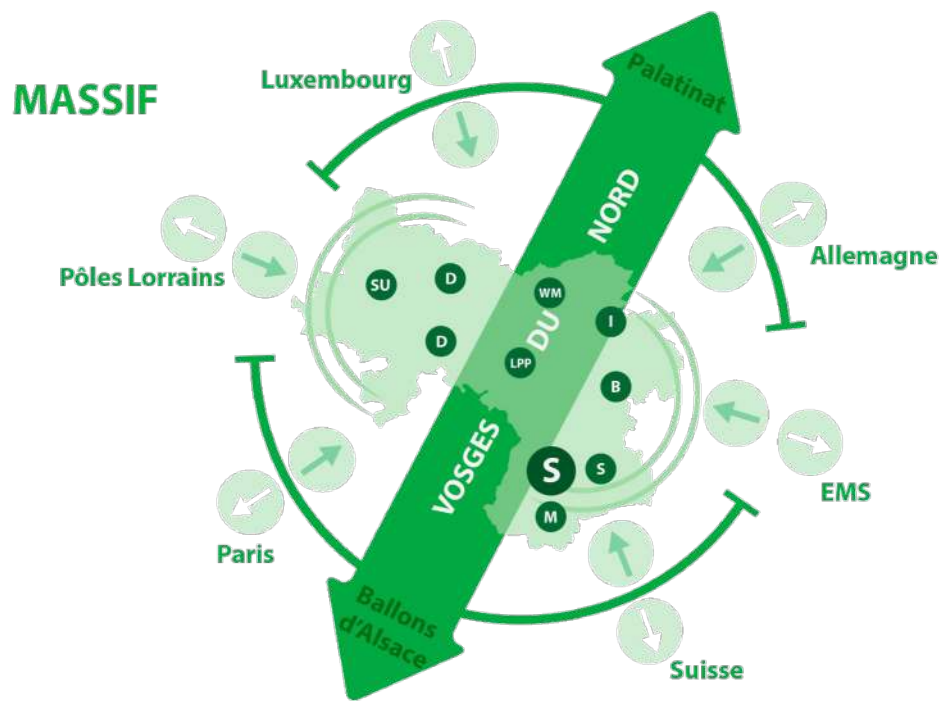 Luxembourg
Palatinat
MASSIF
NORD
Pôles Lorrains
Allemagne
SU
D
WM
I
DU
D
LPP
B
VOSGES
S
S
M
EMS
Paris
Ballons
d'Alsace
Suisse